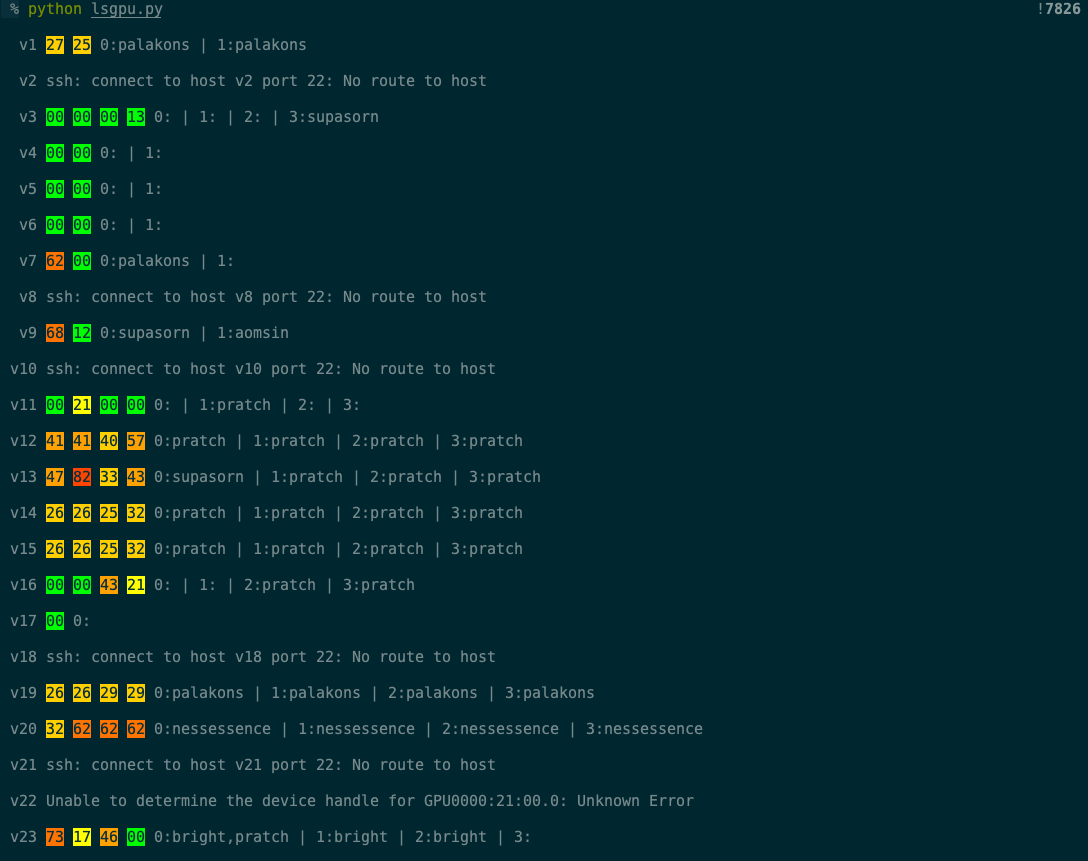 % python lsgpu.py !7826
v1 27 25 0:palakons | 1:palakons
v2 ssh: connect to host v2 port 22: No route to host
v3 00 00 00 13 0: | 1: | 2: | 3:supasorn
v4 00 00 0: | 1:
v5 00 00 0: | 1:
v6 00 00 0: | 1:
v7 62 00 0:palakons | 1:
v8 ssh: connect to host v8 port 22: No route to host
v9 68 12 0:supasorn | 1:aomsin
v10 ssh: connect to host v10 port 22: No route to host
v11 00 21 00 00 0: | 1:pratch | 2: | 3:
v12 41 41 40 57 0:pratch | 1:pratch | 2:pratch | 3:pratch
v13 47 82 33 43 0:supasorn | 1:pratch | 2:pratch | 3:pratch
v14 26 26 25 32 0:pratch | 1:pratch | 2:pratch | 3:pratch
v15 26 26 25 32 0:pratch | 1:pratch | 2:pratch | 3:pratch
v16 00 00 43 21 0: | 1: | 2:pratch | 3:pratch
v17 00 0:
v18 ssh: connect to host v18 port 22: No route to host
v19 26 26 29 29 0:palakons | 1:palakons | 2:palakons | 3:palakons
v20 32 62 62 62 0:nessessence | 1:nessessence | 2:nessessence | 3:nessessence
v21 ssh: connect to host v21 port 22: No route to host
v22 Unable to determine the device handle for GPU0000:21:00.0: Unknown Error
v23 73 17 46 00 0:bright,pratch | 1:bright | 2:bright | 3: